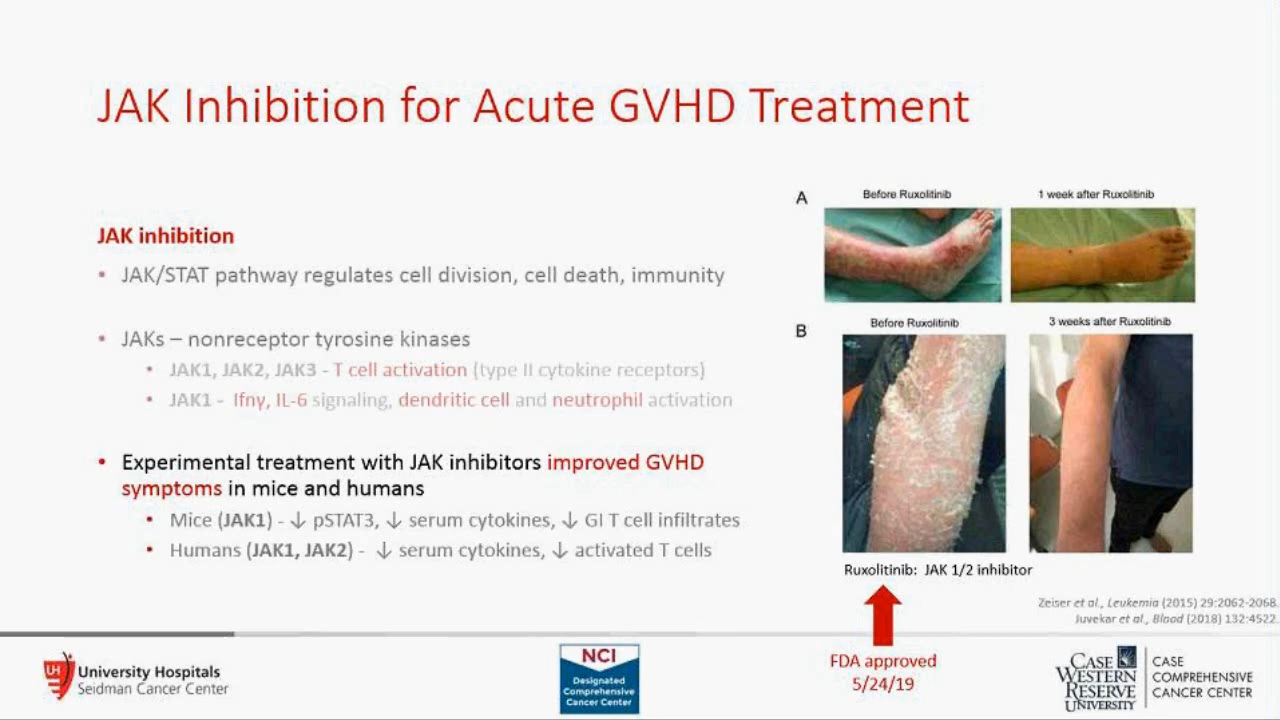 JAK Inhibition for Acute GVHD Treatment
JAK inhibition
• JAK/STAT pathway regulates cell division, cell death, immunity
• JAKs – nonreceptor tyrosine kinases
• JAK1, JAK2, JAK3 - T cell activation (type II cytokine receptors)
• JAK1 - Ifny, IL-6 signaling, dendritic cell and neutrophil activation
• Experimental treatment with JAK inhibitors improved GVHD
symptoms in mice and humans
• Mice (JAK1) - ↓ pSTAT3, ↓ serum cytokines, ↓ GI T cell infiltrates
• Humans (JAK1, JAK2) - ↓ serum cytokines, ↓ activated T cells
A
Before Ruxolitinib
1 week after Ruxolitinib
B
Before Ruxolitinib
3 weeks after Ruxolitinib
Ruxolitinib: JAK 1/2 inhibitor
Zeiser et al., Leukemia (2015) 29:2062-2068.
Juvekar et al., Blood (2018) 132:4522.
FDA approved
5/24/19
UH
University Hospitals
Seidman Cancer Center
NCI
Designated
Comprehensive
Cancer Center
CASE
WESTERN
RESERVE
UNIVERSITY
CASE
COMPREHENSIVE
CANCER CENTER